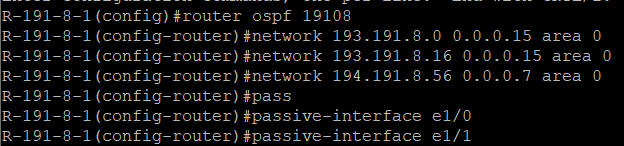 R-191-8-1(config)#router ospf 19108
R-191-8-1(config-router)#network 193.191.8.0 0.0.0.15 area 0
R-191-8-1(config-router)#network 193.191.8.16 0.0.0.15 area 0
R-191-8-1(config-router)#network 194.191.8.56 0.0.0.7 area 0
R-191-8-1(config-router)#pass
R-191-8-1(config-router)#passive-interface e1/0
R-191-8-1(config-router)#passive-interface e1/1